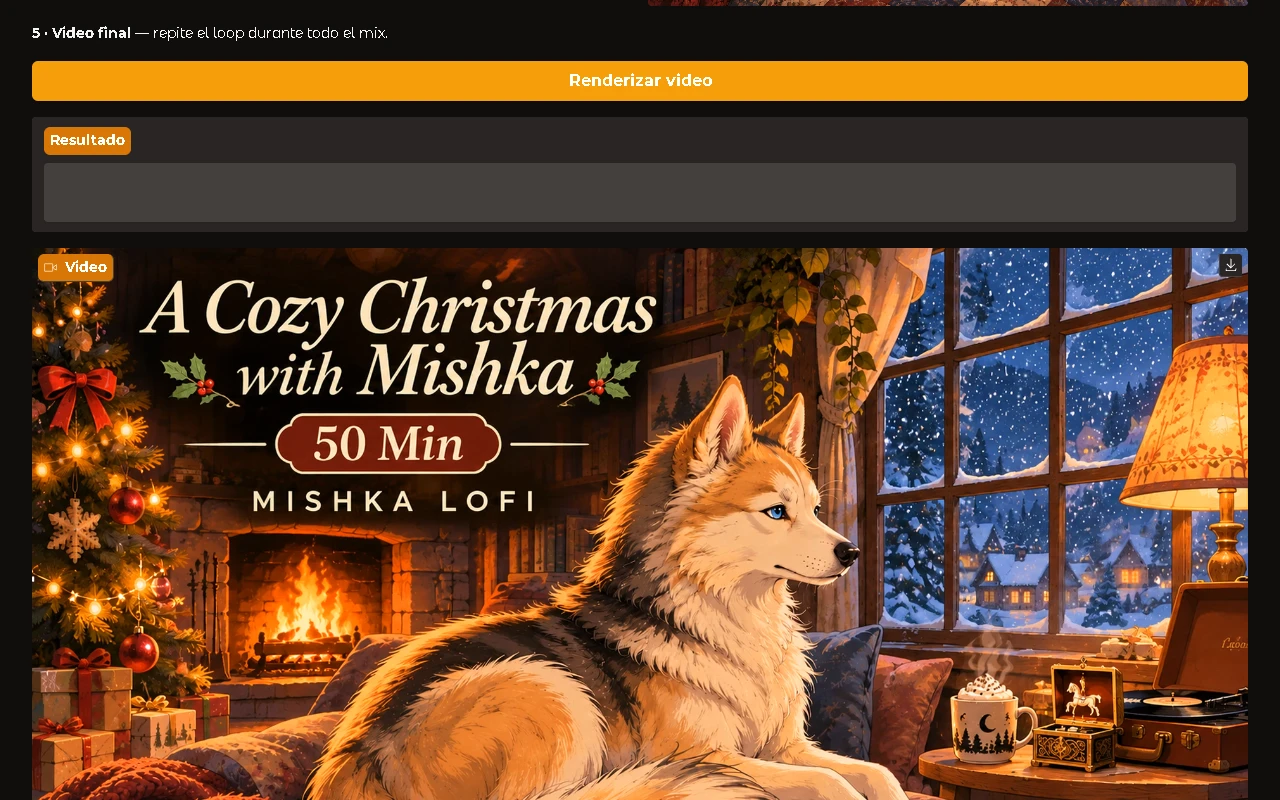 5 · Video final — repite el loop durante todo el mix.
Renderizar video
Resultado
Video
A Cozy Christmas
with Mishka
50 Min
MISHKA LOFI